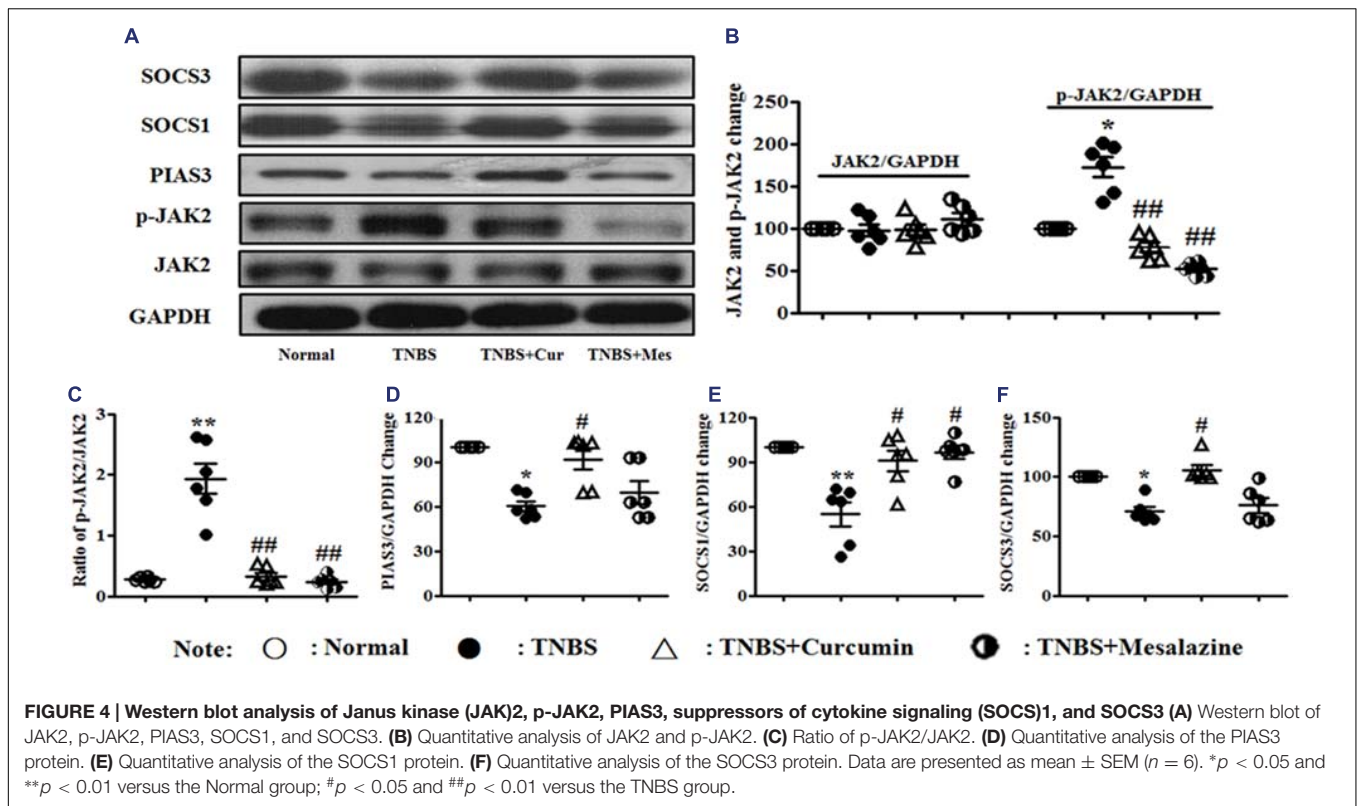 A
SOCS3
SOCS1
PIAS3
p-JAK2
JAK2
GAPDH
Normal TNBS TNBS+Cur TNBS+Mes
B
JAK2 and p-JAK2 change
250
200
150
100
50
0
JAK2/GAPDH
p-JAK2/GAPDH
*
##
##
C
Ratio of p-JAK2/JAK2
3
2
1
0
**
##
##
D
PIAS3/GAPDH Change
120
90
60
30
0
*
#
E
SOCS1/GAPDH change
120
90
60
30
0
**
#
#
F
SOCS3/GAPDH change
150
100
50
0
*
#
Note: : Normal : TNBS : TNBS+Curcumin : TNBS+Mesalazine
FIGURE 4 | Western blot analysis of Janus kinase (JAK)2, p-JAK2, PIAS3, suppressors of cytokine signaling (SOCS)1, and SOCS3 (A) Western blot of
JAK2, p-JAK2, PIAS3, SOCS1, and SOCS3. (B) Quantitative analysis of JAK2 and p-JAK2. (C) Ratio of p-JAK2/JAK2. (D) Quantitative analysis of the PIAS3
protein. (E) Quantitative analysis of the SOCS1 protein. (F) Quantitative analysis of the SOCS3 protein. Data are presented as mean ± SEM (n = 6). *p < 0.05 and
**p < 0.01 versus the Normal group; #p < 0.05 and ##p < 0.01 versus the TNBS group.